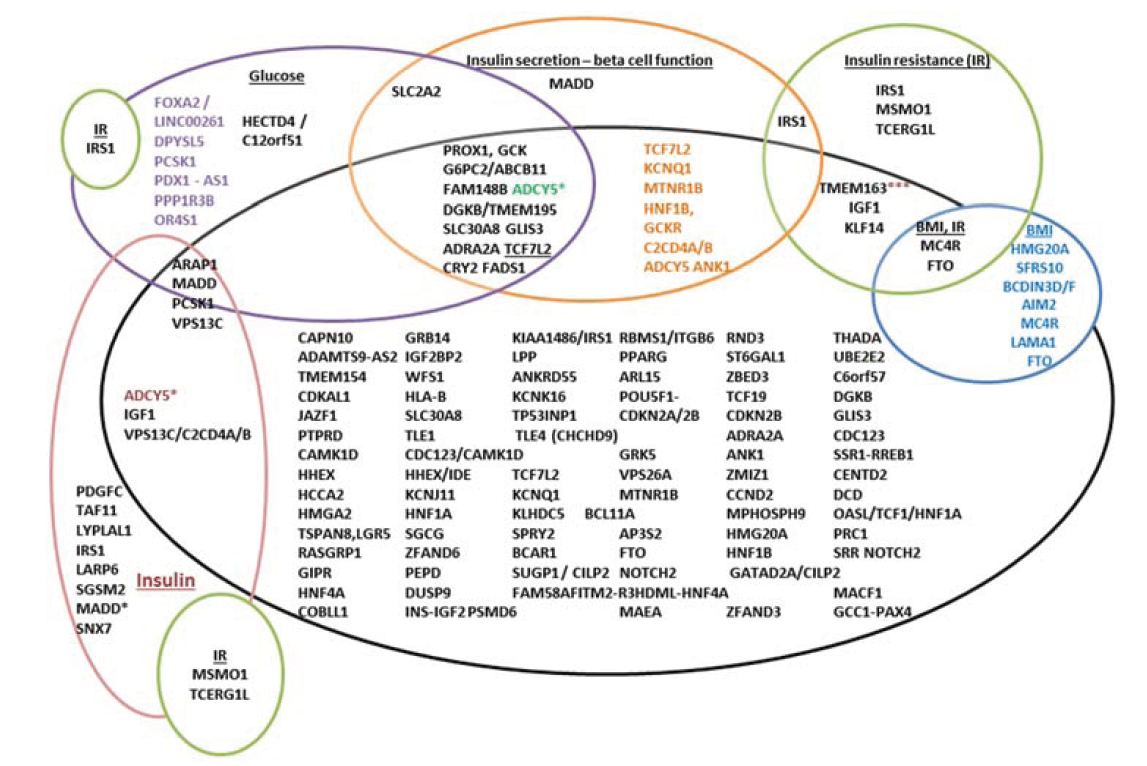 Insulin secretion – beta cell function
Insulin resistance (IR)
Glucose
SLC2A2
MADD
IRS1
MSMO1
TCERG1L
IR
IRS1
FOXA2 /
LINC00261
DPYSL5
PCSK1
PDX1 - AS1
PPP1R3B
OR4S1
HECTD4 /
C12orf51
IRS1
PROX1, GCK
G6PC2/ABCB11
FAM148B ADCY5*
DGKB/TMEM195
SLC30A8 GLIS3
ADRA2A TCF7L2
CRY2 FADS1
TCF7L2
KCNQ1
MTNR1B
HNF1B,
GCKR
C2CD4A/B
ADCY5 ANK1
TMEM163***
IGF1
KLF14
BMI, IR
MC4R
FTO
BMI
HMG20A
SFRS10
BCDIN3D/F
AIM2
MC4R
LAMA1
FTO
ARAP1
MADD
PCSK1
VPS13C
ADCY5*
IGF1
VPS13C/C2CD4A/B
CAPN10 GRB14 KIAA1486/IRS1 RBMS1/ITGB6 RND3 THADA
ADAMTS9-AS2 IGF2BP2 LPP PPARG ST6GAL1 UBE2E2
TMEM154 WFS1 ANKRD55 ARL15 ZBED3 C6orf57
CDKAL1 HLA-B KCNK16 POU5F1- TCF19 DGKB
JAZF1 SLC30A8 TP53INP1 CDKN2A/2B CDKN2B GLIS3
PTPRD TLE1 TLE4 (CHCHD9) ADRA2A CDC123
CAMK1D CDC123/CAMK1D GRK5 ANK1 SSR1-RREB1
HHEX HHEX/IDE TCF7L2 VPS26A ZMIZ1 CENTD2
HCCA2 KCNJ11 KCNQ1 MTNR1B CCND2 DCD
HMGA2 HNF1A KLHDC5 BCL11A MPHOSPH9 OASL/TCF1/HNF1A
TSPAN8,LGR5 SGCG SPRY2 AP3S2 HMG20A PRC1
RASGRP1 ZFAND6 BCAR1 FTO HNF1B SRR NOTCH2
GIPR PEPD SUGP1/ CILP2 NOTCH2 GATAD2A/CILP2
HNF4A DUSP9 FAM58AFITM2-R3HDML-HNF4A MACF1
COBLL1 INS-IGF2 PSMD6 MAEA ZFAND3 GCC1-PAX4
PDGFC
TAF11
LYPLAL1
IRS1
LARP6
SGSM2
MADD*
SNX7
Insulin
IR
MSMO1
TCERG1L